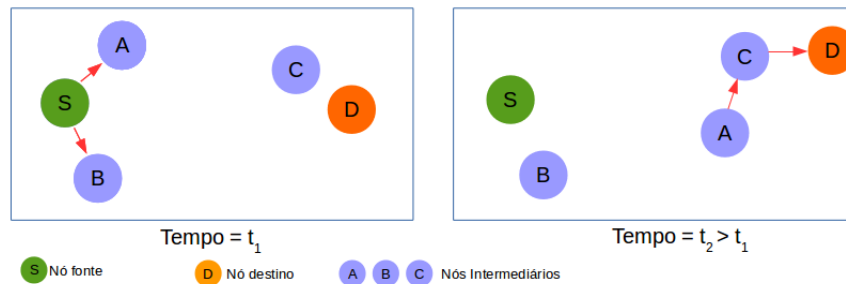 A
C
S
D
B
Tempo = t₁
C
D
S
A
B
Tempo = t₂ > t₁
S Nó fonte
D Nó destino
A B C Nós Intermediários